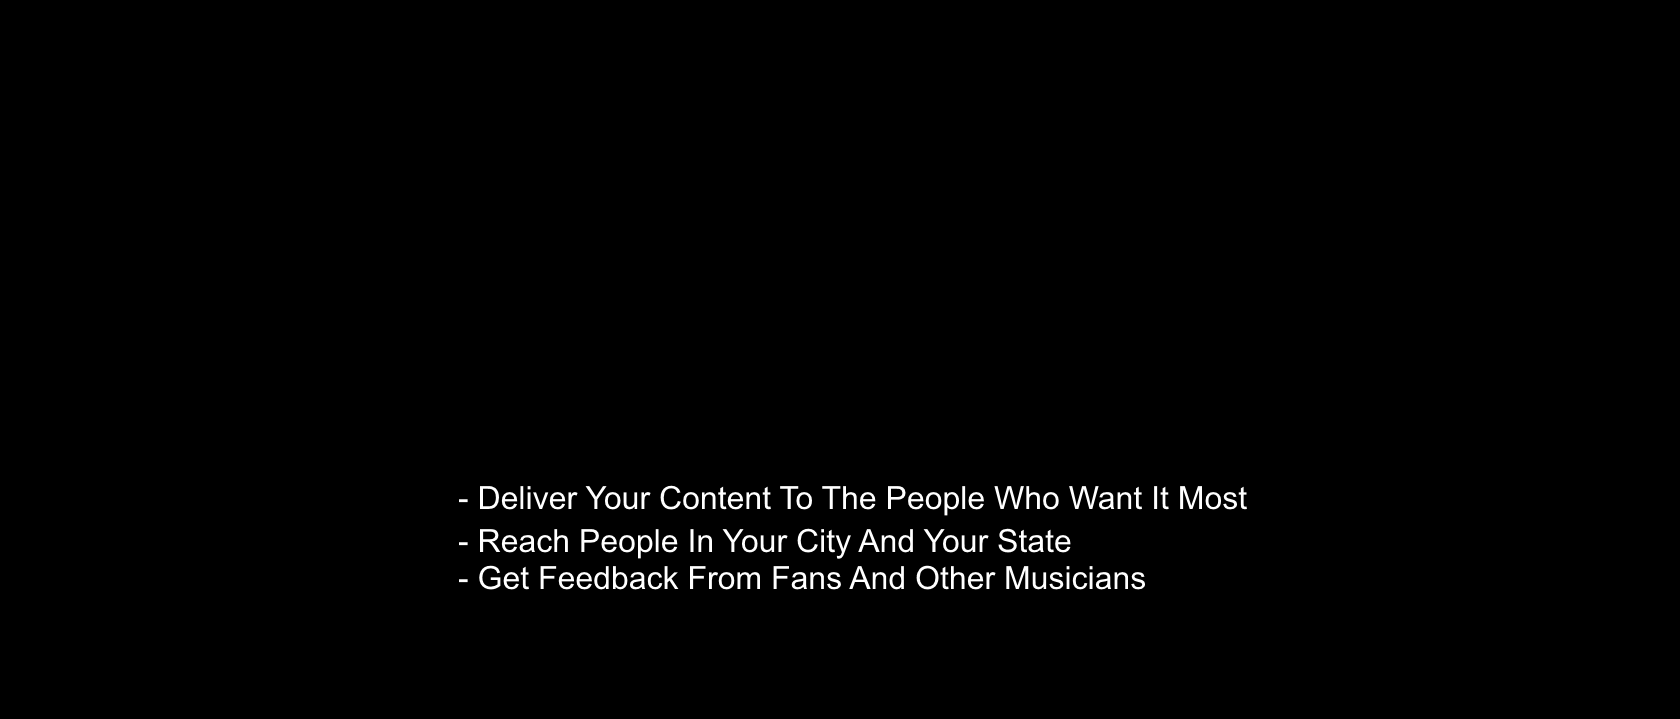 - Deliver Your Content To The People Who Want It Most
- Reach People In Your City And Your State
- Get Feedback From Fans And Other Musicians